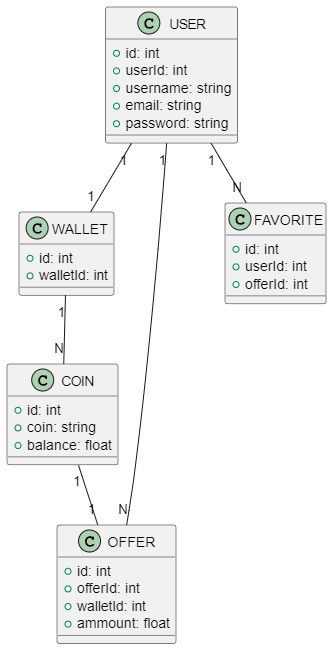 C USER
id: int
userId: int
username: string
email: string
password: string
1 1 1
1 N
C WALLET
id: int
walletId: int
C FAVORITE
id: int
userId: int
offerId: int
1
N
C COIN
id: int
coin: string
balance: float
1
1 N
C OFFER
id: int
offerId: int
walletId: int
ammount: float